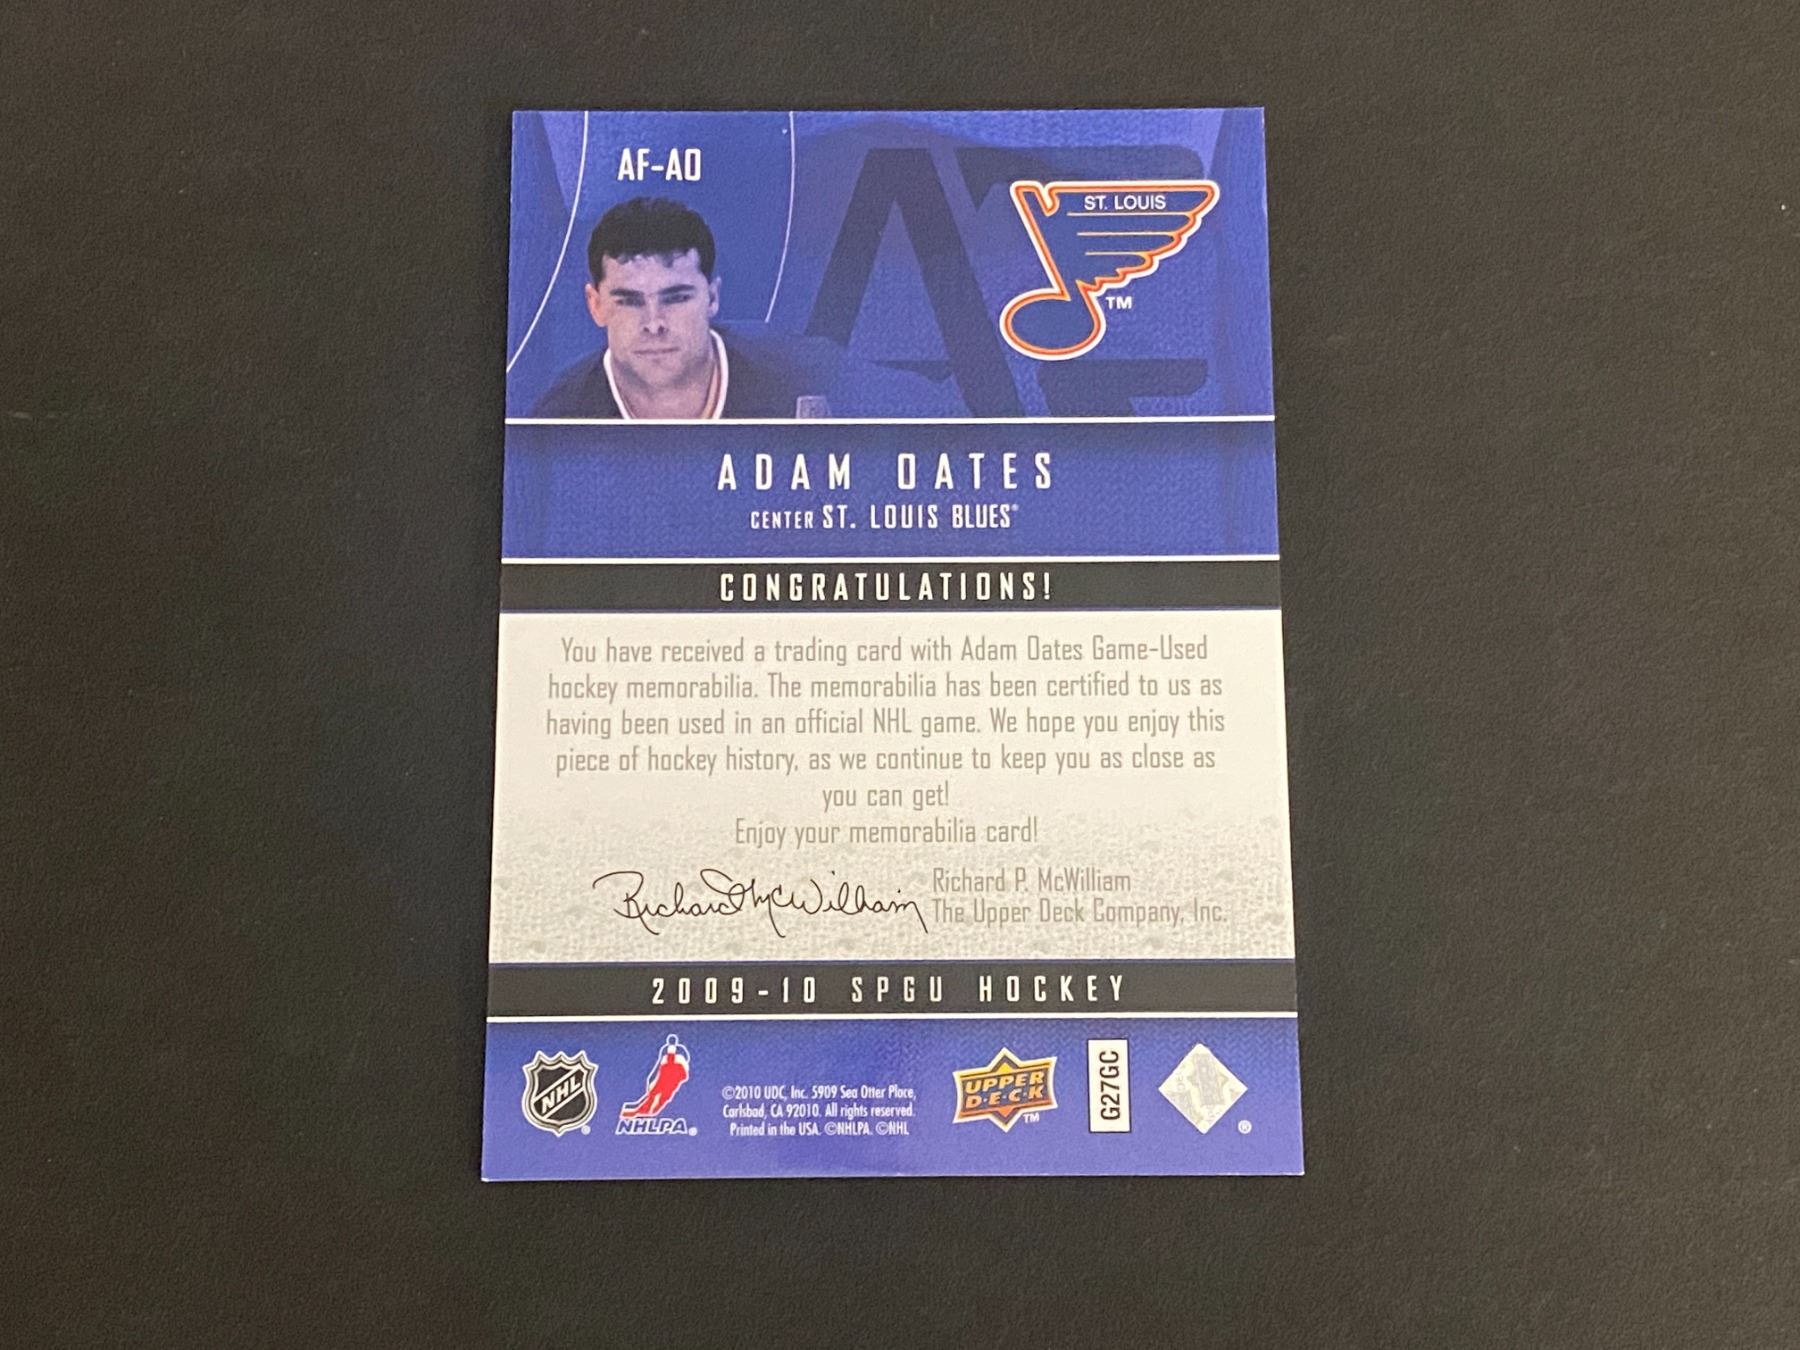 AF-AO
ST. LOUIS
TM
ADAM OATES
CENTER ST. LOUIS BLUES®
CONGRATULATIONS!
You have received a trading card with Adam Oates Game-Used
hockey memorabilia. The memorabilia has been certified to us as
having been used in an official NHL game. We hope you enjoy this
piece of hockey history, as we continue to keep you as close as
you can get!
Enjoy your memorabilia card!
Richard McWilliam
Richard P. McWilliam
The Upper Deck Company, Inc.
2009-10 SPGU HOCKEY
NHL ®
NHLPA®
©2010 UDC, Inc. 5909 Sea Otter Place,
Carlsbad, CA 92010. All rights reserved.
Printed in the USA. ©NHLPA. ©NHL
UPPER
D·E·C·K
TM
G27GC
®